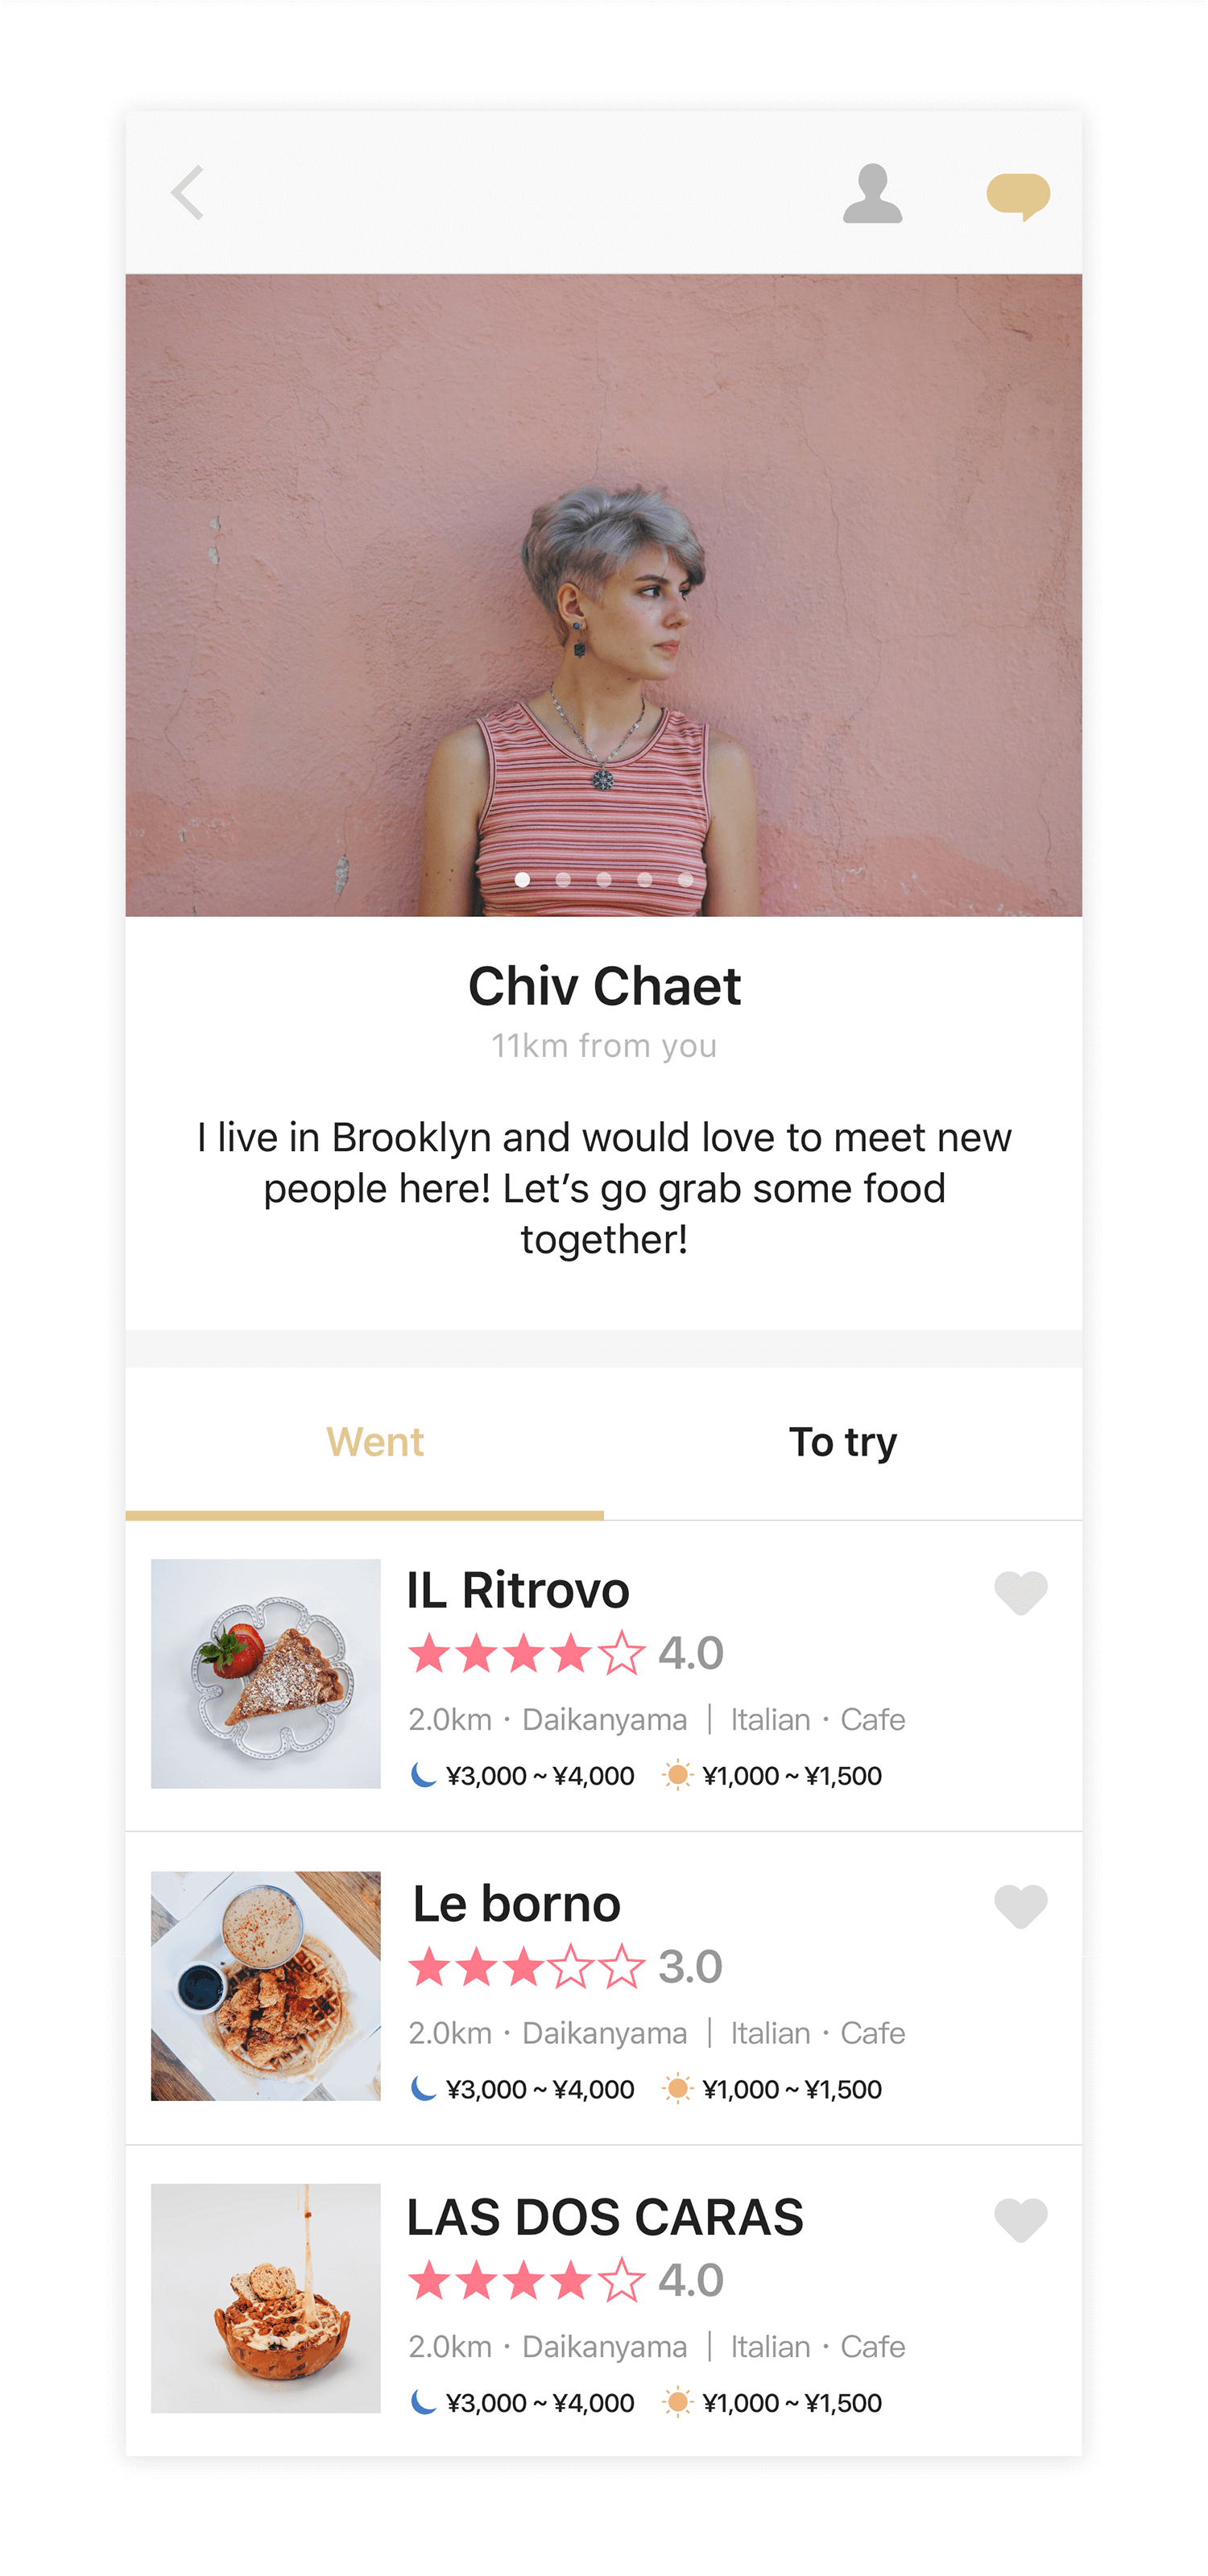 Chiv Chaet
11km from you
I live in Brooklyn and would love to meet new
people here! Let’s go grab some food
together!
Went
To try
IL Ritrovo
4.0
2.0km · Daikanyama | Italian · Cafe
¥3,000 ~ ¥4,000 ¥1,000 ~ ¥1,500
Le borno
3.0
2.0km · Daikanyama | Italian · Cafe
¥3,000 ~ ¥4,000 ¥1,000 ~ ¥1,500
LAS DOS CARAS
4.0
2.0km · Daikanyama | Italian · Cafe
¥3,000 ~ ¥4,000 ¥1,000 ~ ¥1,500